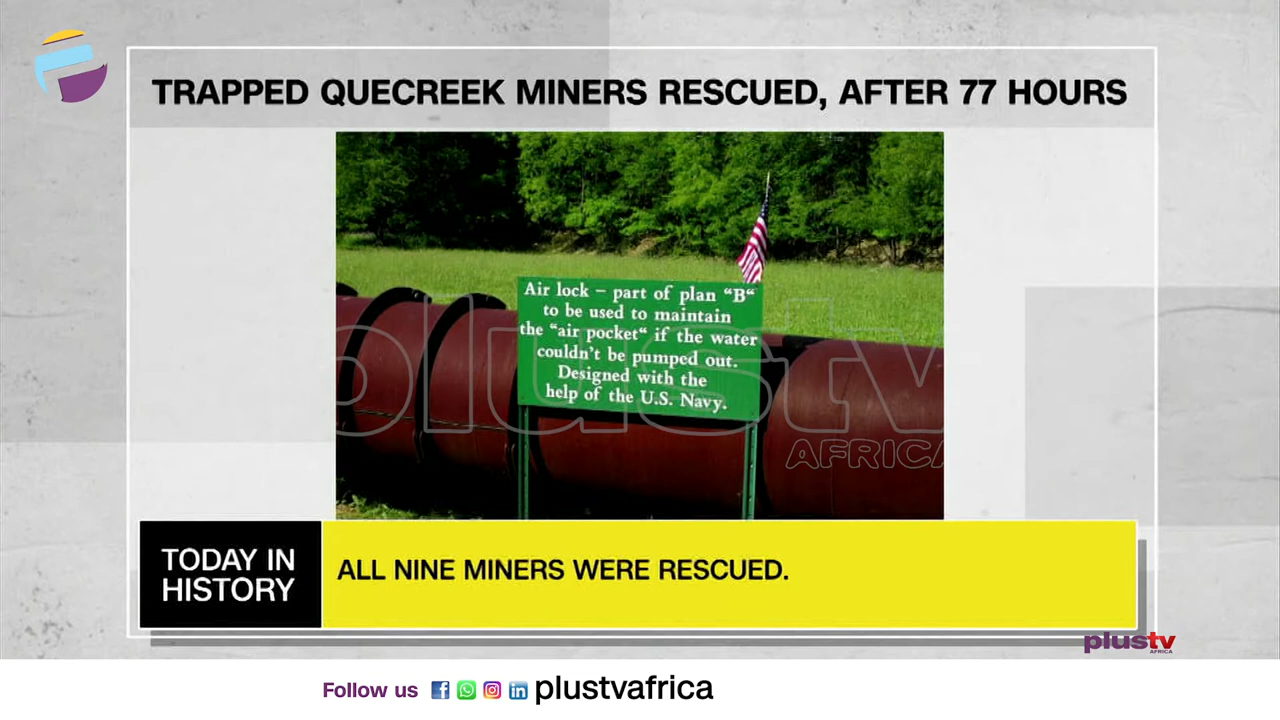 TRAPPED QUECREEK MINERS RESCUED, AFTER 77 HOURS
Air lock – part of plan “B“
to be used to maintain
the “air pocket“ if the water
couldn't be pumped out.
Designed with the
help of the U.S. Navy.
plustv
AFRICA
TODAY IN
HISTORY
ALL NINE MINERS WERE RESCUED.
plustv
AFRICA
Follow us plustvafrica